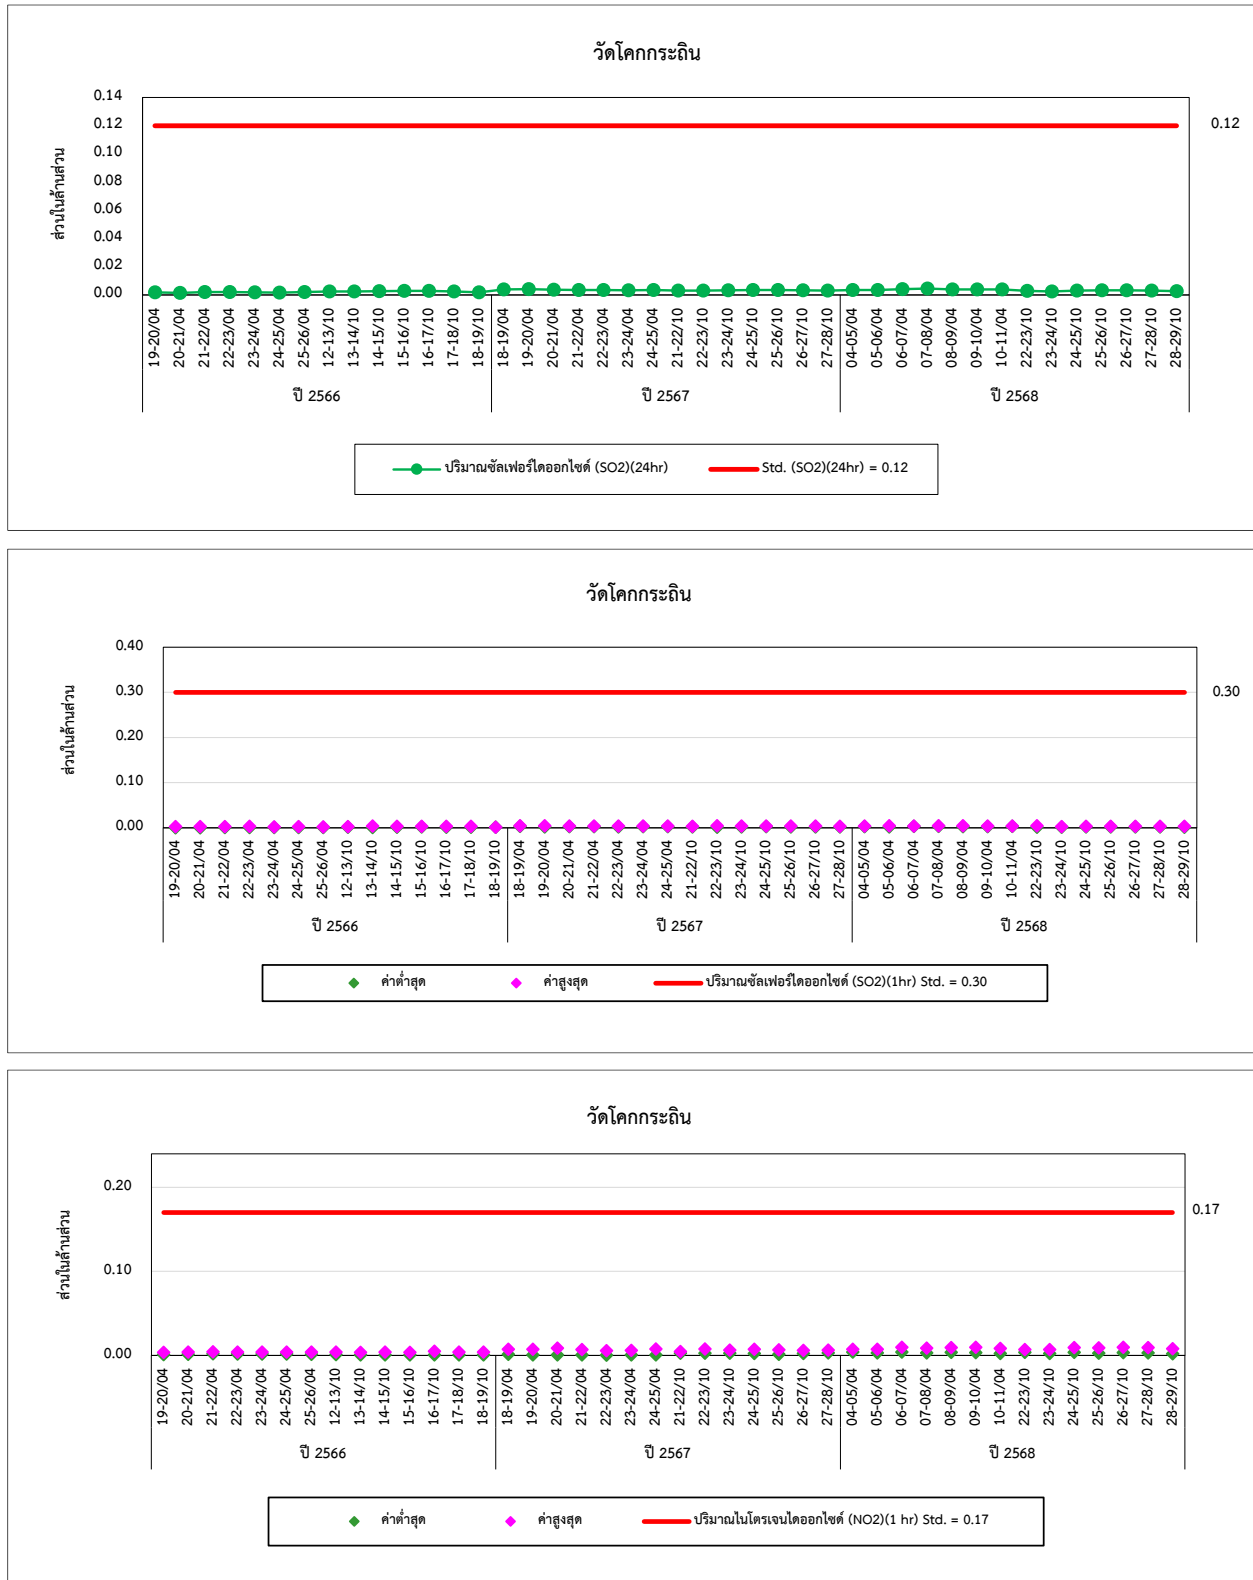 วัดโคกกระถิน
0.14
0.12
0.10
0.08
0.06
0.04
0.02
0.00
ส่วนในล้านส่วน
0.12
19-20/04 20-21/04 21-22/04 22-23/04 23-24/04 24-25/04 25-26/04 12-13/10 13-14/10 14-15/10 15-16/10 16-17/10 17-18/10 18-19/10 18-19/04 19-20/04 20-21/04 21-22/04 22-23/04 23-24/04 24-25/04 21-22/10 22-23/10 23-24/10 24-25/10 25-26/10 26-27/10 27-28/10 04-05/04 05-06/04 06-07/04 07-08/04 08-09/04 09-10/04 10-11/04 22-23/10 23-24/10 24-25/10 25-26/10 26-27/10 27-28/10 28-29/10
ปี 2566 ปี 2567 ปี 2568
ปริมาณซัลเฟอร์ไดออกไซด์ (SO2)(24hr) Std. (SO2)(24hr) = 0.12
วัดโคกกระถิน
0.40
0.30
0.20
0.10
0.00
ส่วนในล้านส่วน
0.30
19-20/04 20-21/04 21-22/04 22-23/04 23-24/04 24-25/04 25-26/04 12-13/10 13-14/10 14-15/10 15-16/10 16-17/10 17-18/10 18-19/10 18-19/04 19-20/04 20-21/04 21-22/04 22-23/04 23-24/04 24-25/04 21-22/10 22-23/10 23-24/10 24-25/10 25-26/10 26-27/10 27-28/10 04-05/04 05-06/04 06-07/04 07-08/04 08-09/04 09-10/04 10-11/04 22-23/10 23-24/10 24-25/10 25-26/10 26-27/10 27-28/10 28-29/10
ปี 2566 ปี 2567 ปี 2568
ค่าต่ำสุด ค่าสูงสุด ปริมาณซัลเฟอร์ไดออกไซด์ (SO2)(1hr) Std. = 0.30
วัดโคกกระถิน
0.20
0.10
0.00
ส่วนในล้านส่วน
0.17
19-20/04 20-21/04 21-22/04 22-23/04 23-24/04 24-25/04 25-26/04 12-13/10 13-14/10 14-15/10 15-16/10 16-17/10 17-18/10 18-19/10 18-19/04 19-20/04 20-21/04 21-22/04 22-23/04 23-24/04 24-25/04 21-22/10 22-23/10 23-24/10 24-25/10 25-26/10 26-27/10 27-28/10 04-05/04 05-06/04 06-07/04 07-08/04 08-09/04 09-10/04 10-11/04 22-23/10 23-24/10 24-25/10 25-26/10 26-27/10 27-28/10 28-29/10
ปี 2566 ปี 2567 ปี 2568
ค่าต่ำสุด ค่าสูงสุด ปริมาณไนโตรเจนไดออกไซด์ (NO2)(1 hr) Std. = 0.17